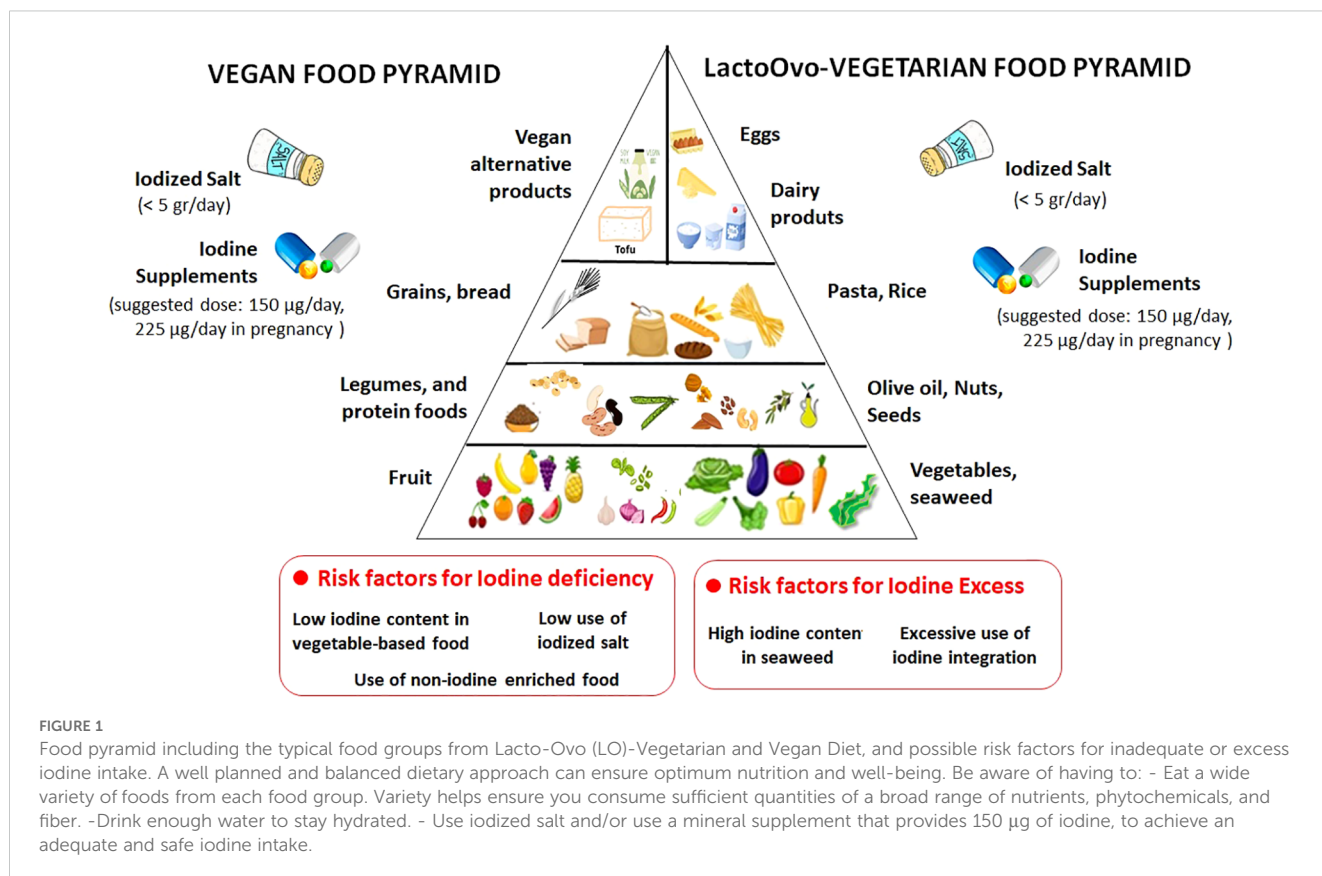 VEGAN FOOD PYRAMID
LactoOvo-VEGETARIAN FOOD PYRAMID
Vegan
alternative
products
Eggs
Dairy
produts
SALT
Iodized Salt
(< 5 gr/day)
SALT
Iodized Salt
(< 5 gr/day)
SOY
MILK
VEGAN
Tofu
Iodine
Supplements
(suggested dose: 150 µg/day,
225 µg/day in pregnancy )
Iodine
Supplements
(suggested dose: 150 µg/day,
225 µg/day in pregnancy )
Grains, bread
Pasta, Rice
Legumes, and
protein foods
Olive oil, Nuts,
Seeds
Fruit
Vegetables,
seaweed
● Risk factors for Iodine deficiency
Low iodine content in
vegetable-based food
Low use of
iodized salt
Use of non-iodine enriched food
● Risk factors for Iodine Excess
High iodine conten
in seaweed
Excessive use of
iodine integration
FIGURE 1
Food pyramid including the typical food groups from Lacto-Ovo (LO)-Vegetarian and Vegan Diet, and possible risk factors for inadequate or excess
iodine intake. A well planned and balanced dietary approach can ensure optimum nutrition and well-being. Be aware of having to: - Eat a wide
variety of foods from each food group. Variety helps ensure you consume sufficient quantities of a broad range of nutrients, phytochemicals, and
fiber. -Drink enough water to stay hydrated. - Use iodized salt and/or use a mineral supplement that provides 150 µg of iodine, to achieve an
adequate and safe iodine intake.